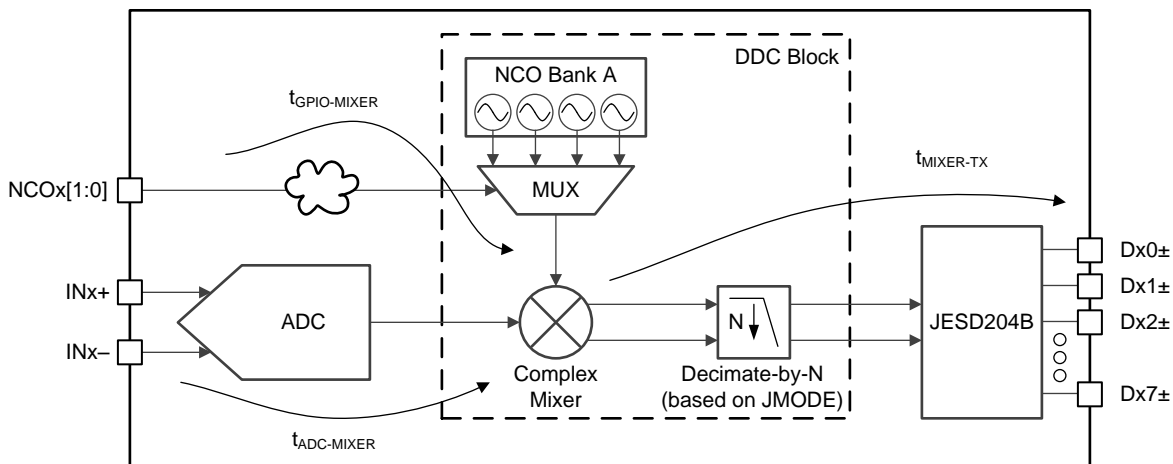 DDC Block
NCO Bank A
tGPIO-MIXER
MUX
tMIXER-TX
NCOx[1:0]
INx+
INx–
ADC
N
JESD204B
Dx0±
Dx1±
Dx2±
Dx7±
Complex
Mixer
Decimate-by-N
(based on JMODE)
tADC-MIXER